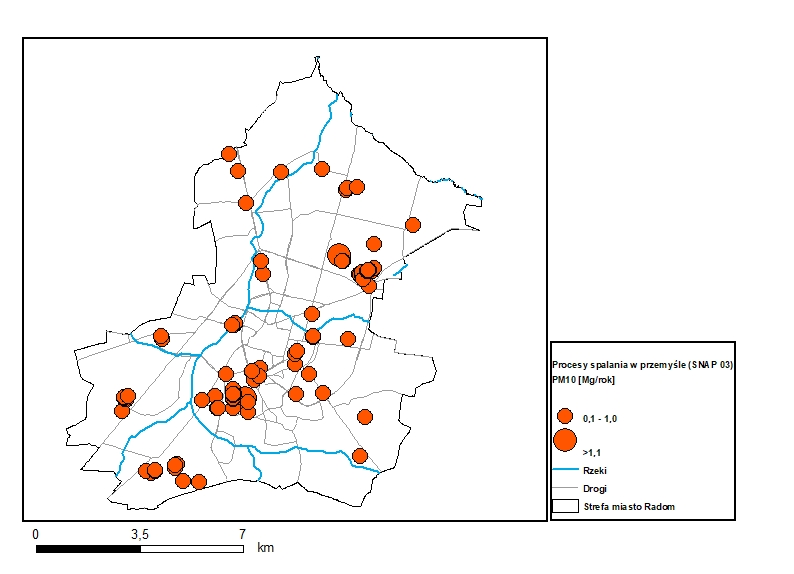 Procesy spalania w przemyśle (SNAP 03)
PM10 [Mg/rok]
0,1 - 1,0
>1,1
Rzeki
Drogi
Strefa miasto Radom
0 3,5 7
km